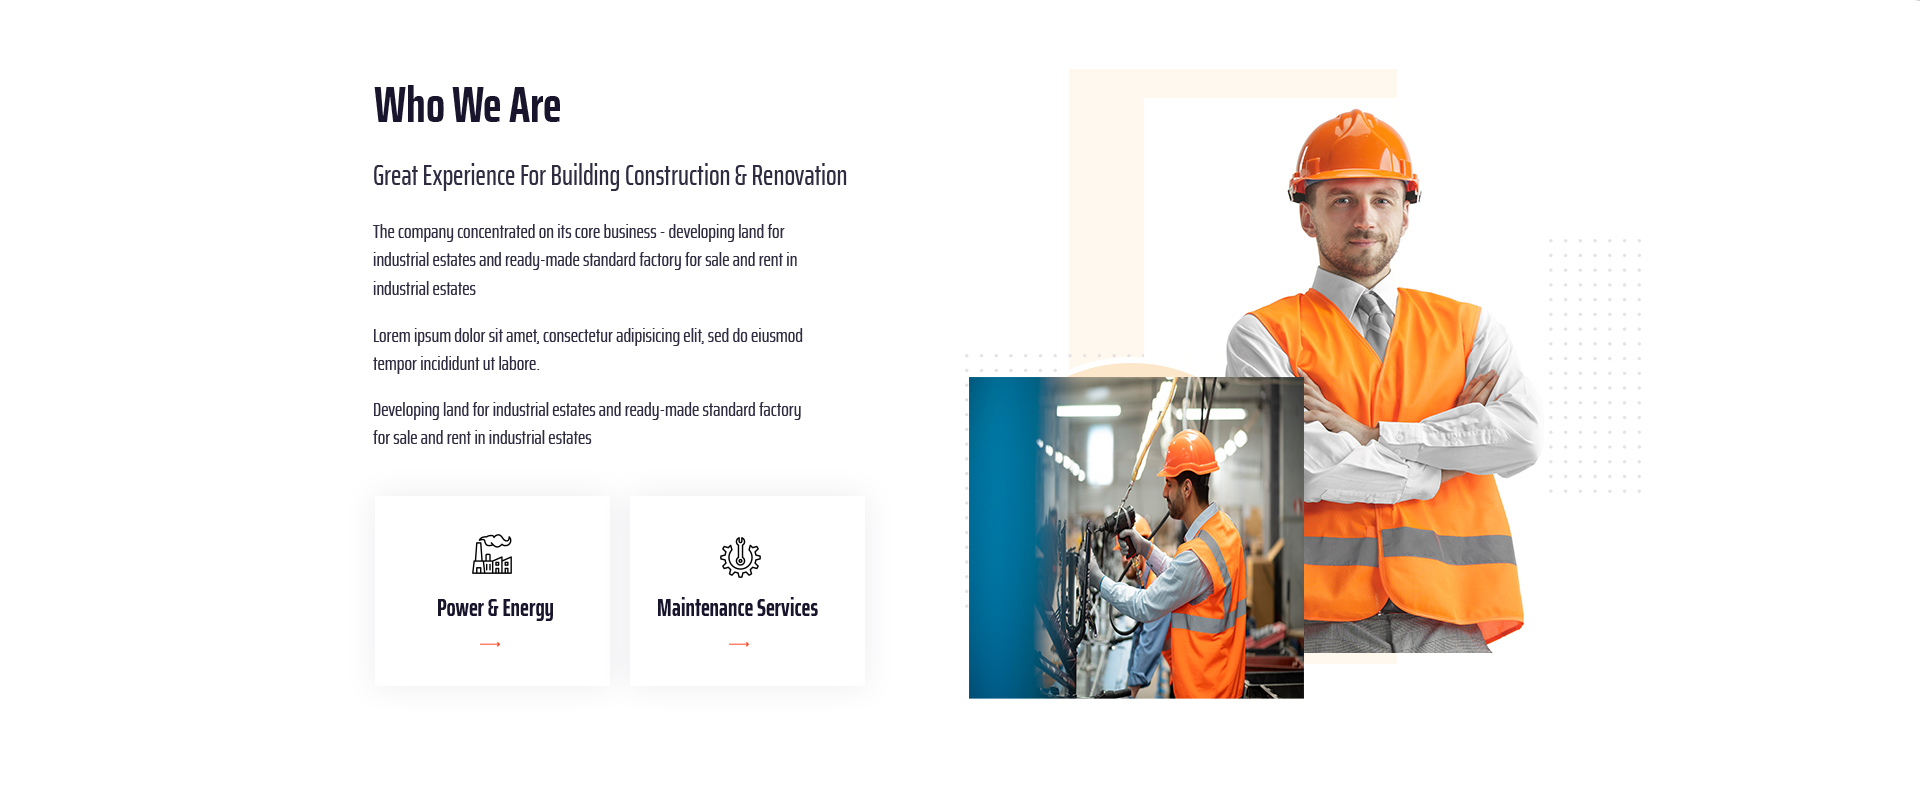 Who We Are
Great Experience For Building Construction & Renovation
The company concentrated on its core business - developing land for
industrial estates and ready-made standard factory for sale and rent in
industrial estates
Lorem ipsum dolor sit amet, consectetur adipisicing elit, sed do eiusmod
tempor incididunt ut labore.
Developing land for industrial estates and ready-made standard factory
for sale and rent in industrial estates
Power & Energy
Maintenance Services